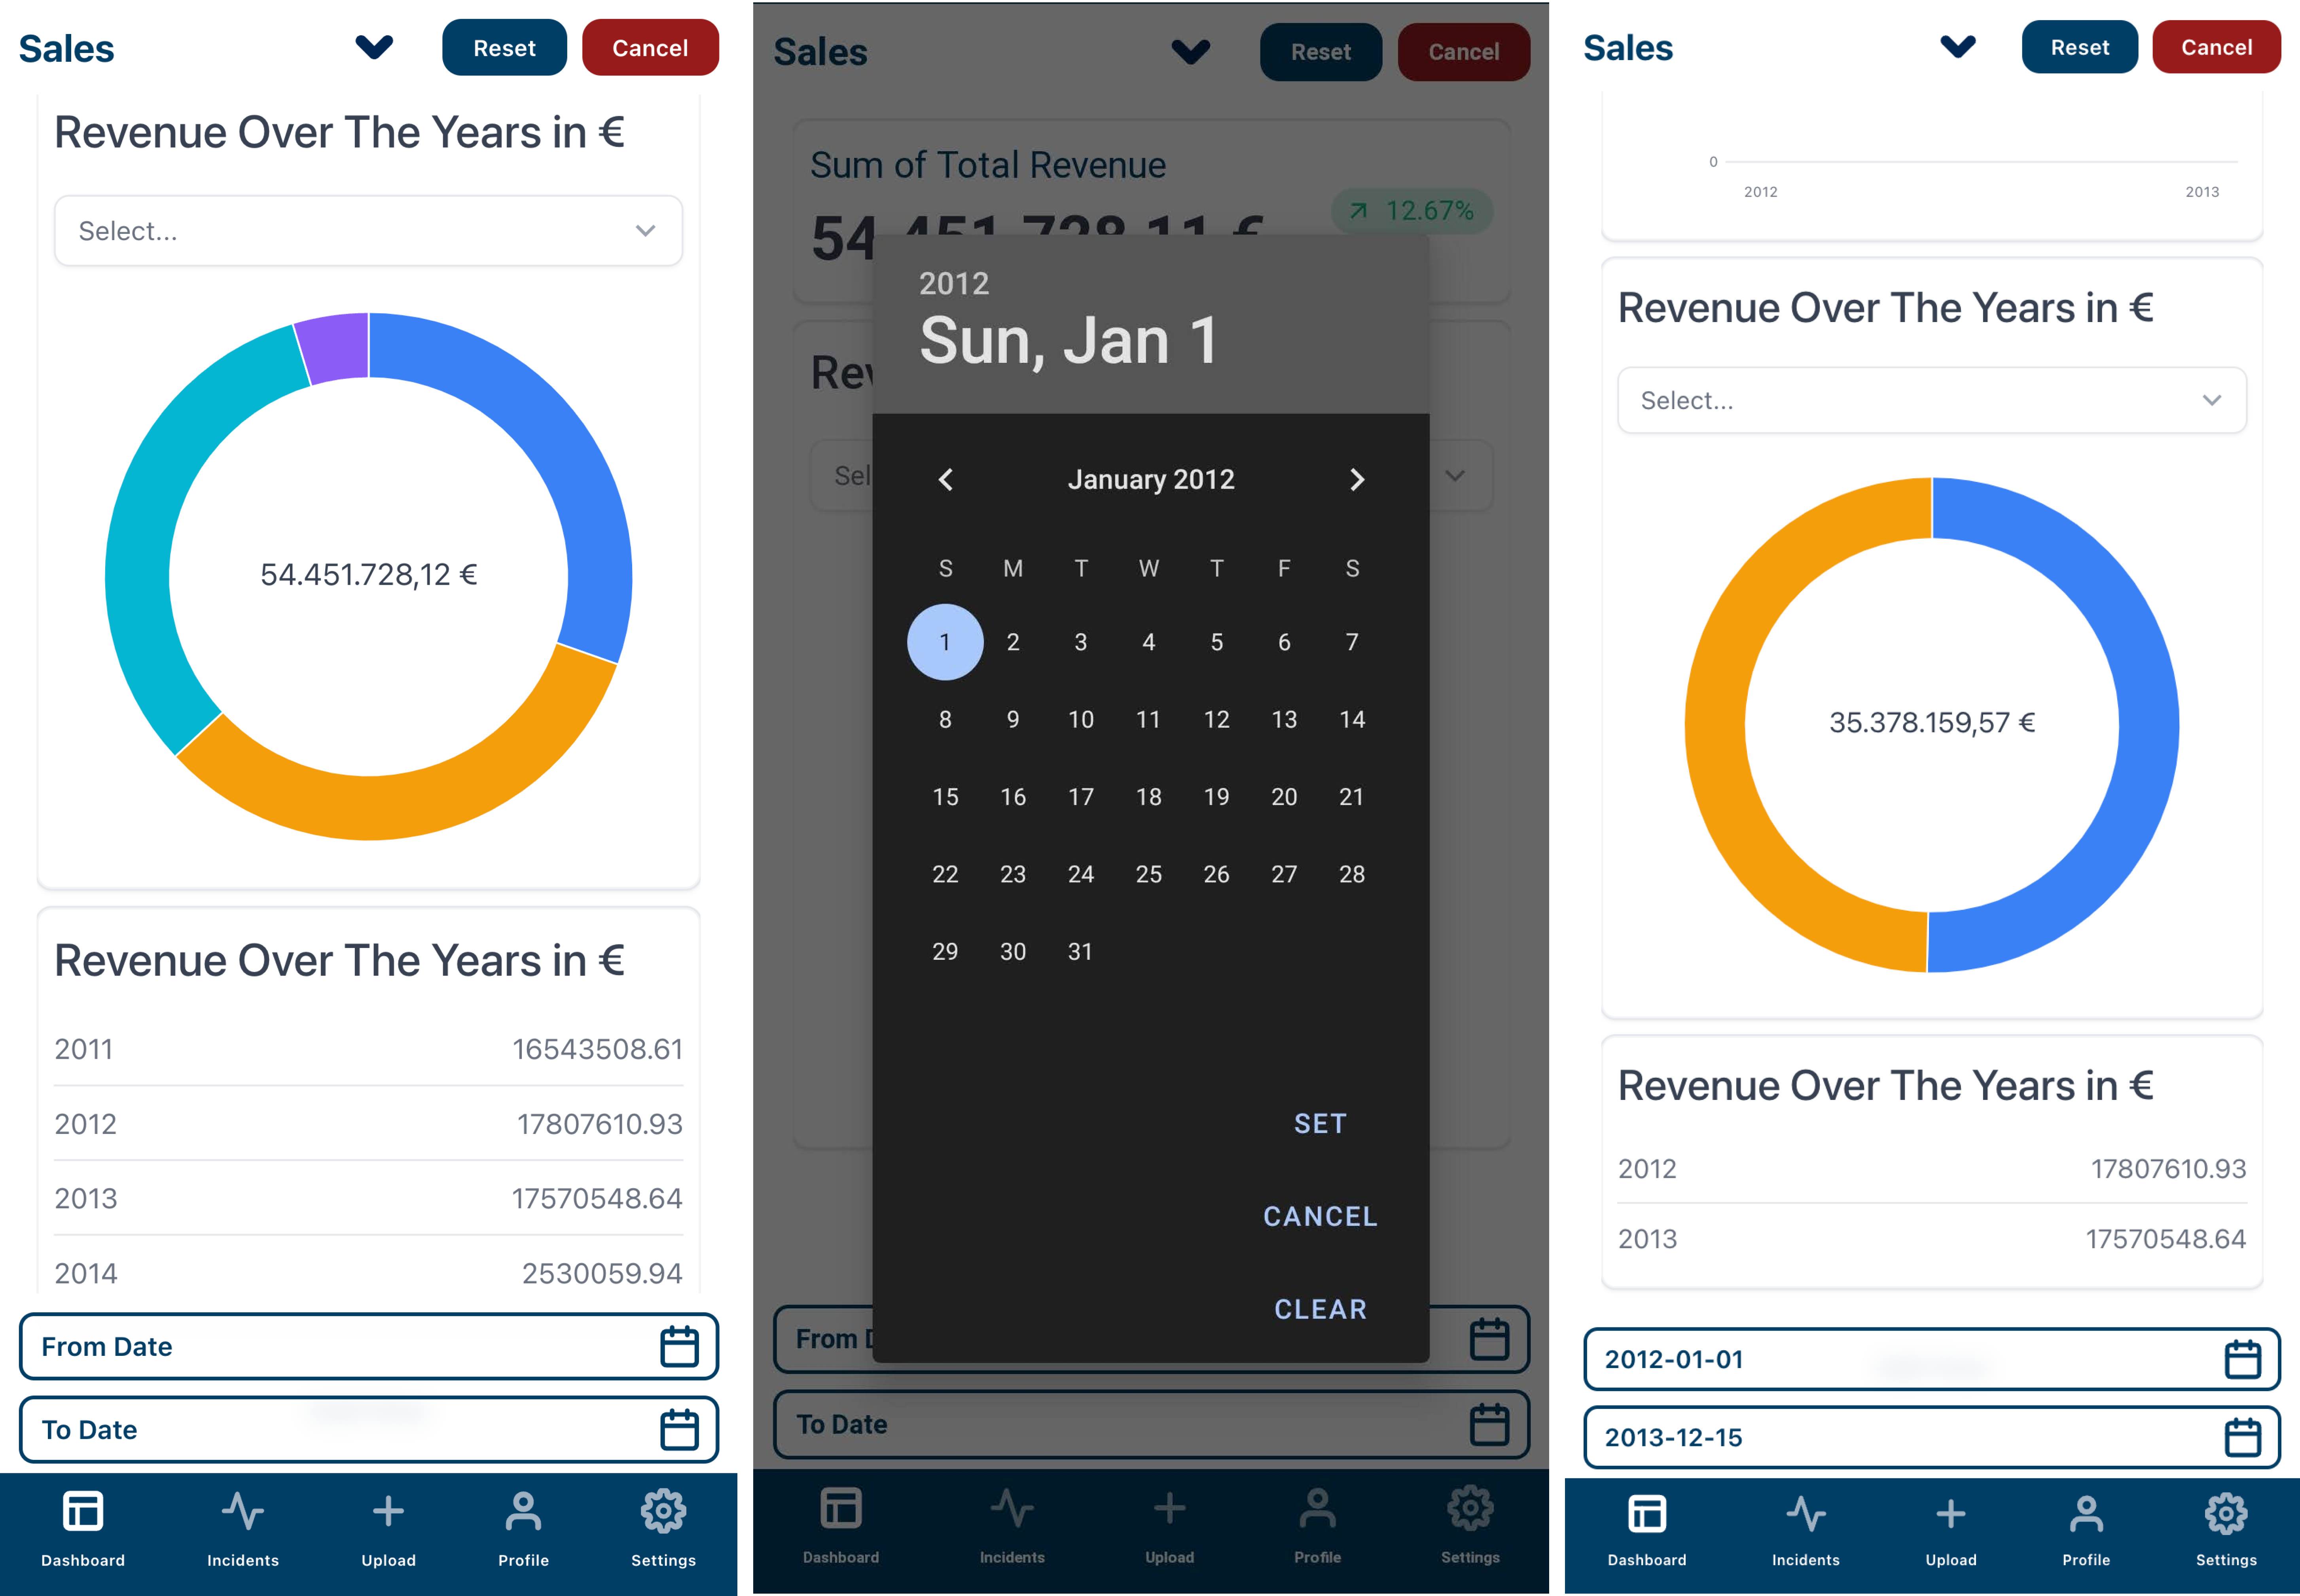 Sales
Reset
Cancel
Revenue Over The Years in €
Select...
54.451.728,12 €
Revenue Over The Years in €
2011 16543508.61
2012 17807610.93
2013 17570548.64
2014 2530059.94
From Date
To Date
Dashboard
Incidents
Upload
Profile
Settings
Sales
Reset
Cancel
Sum of Total Revenue
54.451.728,11 €
12.67%
2012
Sun, Jan 1
Rev
Sel
January 2012
S M T W T F S
1 2 3 4 5 6 7
8 9 10 11 12 13 14
15 16 17 18 19 20 21
22 23 24 25 26 27 28
29 30 31
SET
CANCEL
CLEAR
From D
To Date
Dashboard
Incidents
Upload
Profile
Settings
Sales
Reset
Cancel
0
2012
2013
Revenue Over The Years in €
Select...
35.378.159,57 €
Revenue Over The Years in €
2012 17807610.93
2013 17570548.64
2012-01-01
2013-12-15
Dashboard
Incidents
Upload
Profile
Settings